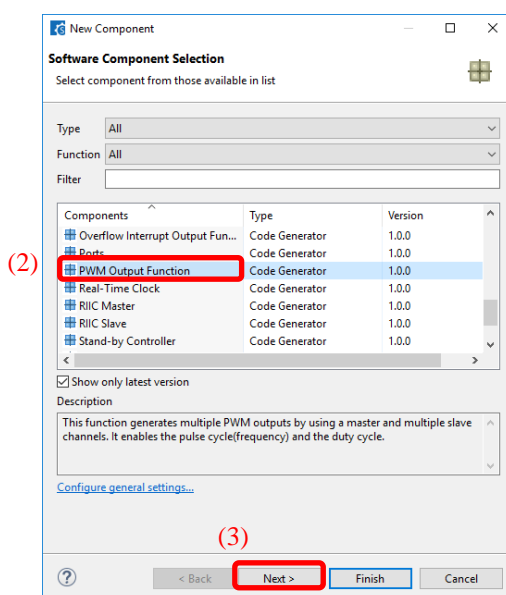 New Component
Software Component Selection
Select component from those available in list
Type All
Function All
Filter
Components Type Version
Overflow Interrupt Output Fun... Code Generator 1.0.0
Ports Code Generator 1.0.0
(2) PWM Output Function Code Generator 1.0.0
Real-Time Clock Code Generator 1.0.0
RIIC Master Code Generator 1.0.0
RIIC Slave Code Generator 1.0.0
Stand-by Controller Code Generator 1.0.0
Show only latest version
Description
This function generates multiple PWM outputs by using a master and multiple slave
channels. It enables the pulse cycle(frequency) and the duty cycle.
Configure general settings...
(3)
? < Back Next > Finish Cancel